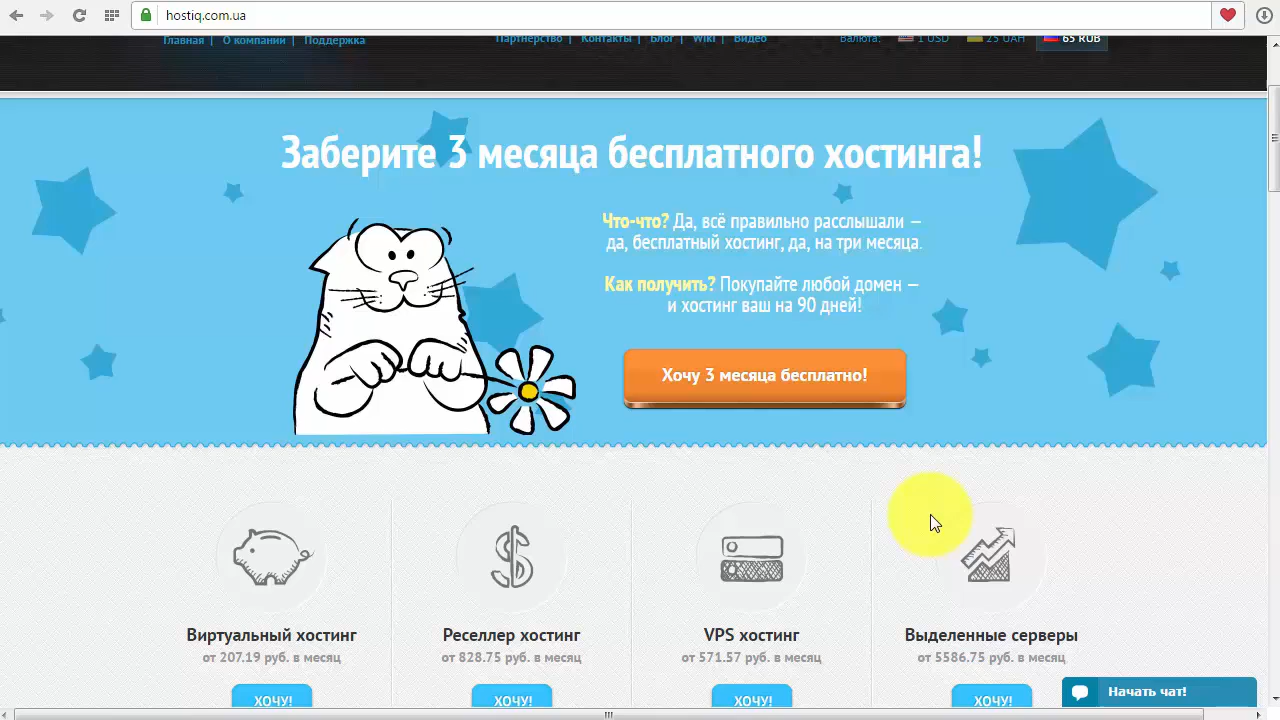 hostiq.com.ua
Главная | О компании | Поддержка
Партнерство | Контакты | Блог | Wiki | Видео
Валюта: 1 USD 25 UAH 65 RUB
Заберите 3 месяца бесплатного хостинга!
Что-что? Да, всё правильно расслышали —
да, бесплатный хостинг, да, на три месяца.
Как получить? Покупайте любой домен —
и хостинг ваш на 90 дней!
Хочу 3 месяца бесплатно!
Виртуальный хостинг
от 207.19 руб. в месяц
ХОЧУ!
Реселлер хостинг
от 828.75 руб. в месяц
ХОЧУ!
VPS хостинг
от 571.57 руб. в месяц
ХОЧУ!
Выделенные серверы
от 5586.75 руб. в месяц
ХОЧУ!
Начать чат!